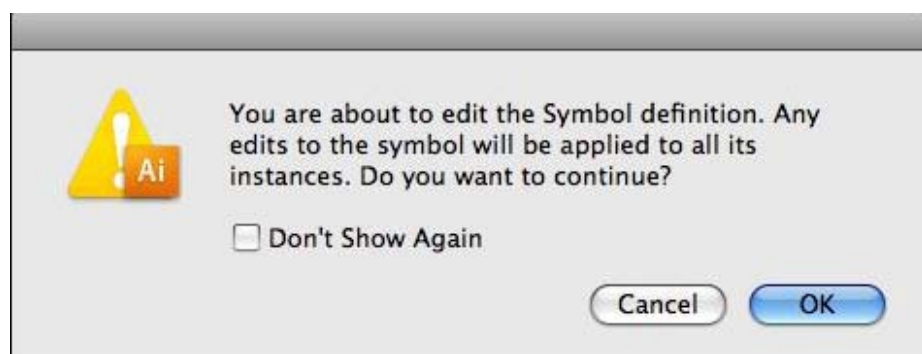 You are about to edit the Symbol definition. Any
edits to the symbol will be applied to all its
instances. Do you want to continue?
Ai
Don't Show Again
Cancel
OK